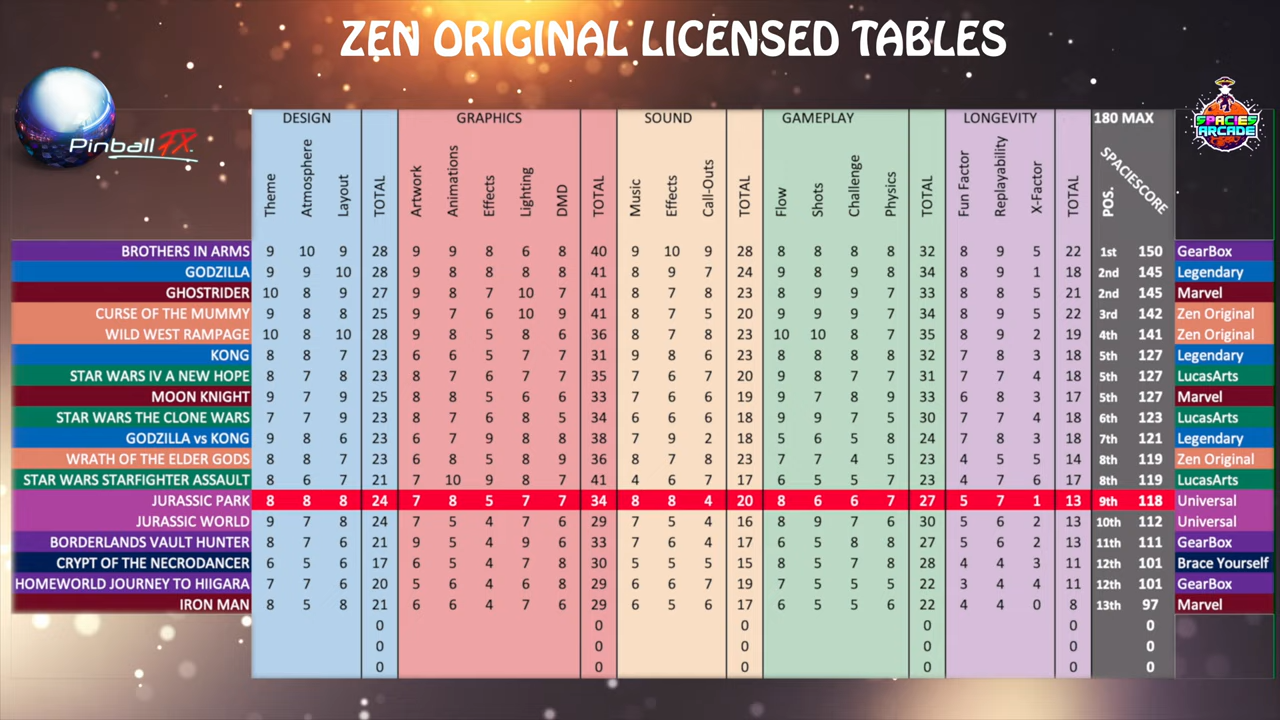 ZEN ORIGINAL LICENSED TABLES
Pinball FX
SPACIES ARCADE
DESIGN GRAPHICS SOUND GAMEPLAY LONGEVITY 180 MAX
Theme Atmosphere Layout TOTAL Artwork Animations Effects Lighting DMD TOTAL Music Effects Call-Outs TOTAL Flow Shots Challenge Physics TOTAL Fun Factor Replayability X-Factor TOTAL POS. SPACIESCORE
BROTHERS IN ARMS 9 10 9 28 9 9 8 6 8 40 9 10 9 28 8 8 8 8 32 8 9 5 22 1st 150 GearBox
GODZILLA 9 9 10 28 9 8 8 8 8 41 8 9 7 24 9 8 9 8 34 8 9 1 18 2nd 145 Legendary
GHOSTRIDER 10 8 9 27 9 8 7 10 7 41 8 7 8 23 8 9 9 7 33 8 8 5 21 2nd 145 Marvel
CURSE OF THE MUMMY 9 8 8 25 9 7 6 10 9 41 8 7 5 20 9 9 9 7 34 8 9 5 22 3rd 142 Zen Original
WILD WEST RAMPAGE 10 8 10 28 9 8 5 8 6 36 8 7 8 23 10 10 8 7 35 8 9 2 19 4th 141 Zen Original
KONG 8 8 7 23 6 6 5 7 7 31 9 8 6 23 8 8 8 8 32 7 8 3 18 5th 127 Legendary
STAR WARS IV A NEW HOPE 8 7 8 23 8 7 6 7 7 35 7 6 7 20 9 8 7 7 31 7 7 4 18 5th 127 LucasArts
MOON KNIGHT 9 7 9 25 8 8 5 6 6 33 7 6 6 19 9 7 8 9 33 6 8 3 17 5th 127 Marvel
STAR WARS THE CLONE WARS 7 7 9 23 8 7 6 8 5 34 6 6 6 18 9 9 7 5 30 7 7 4 18 6th 123 LucasArts
GODZILLA vs KONG 9 8 6 23 6 7 9 8 8 38 7 9 2 18 5 6 5 8 24 7 8 3 18 7th 121 Legendary
WRATH OF THE ELDER GODS 8 8 7 23 6 8 5 8 9 36 8 7 8 23 7 7 4 5 23 4 5 5 14 8th 119 Zen Original
STAR WARS STARFIGHTER ASSAULT 8 6 7 21 7 10 9 8 7 41 4 6 7 17 6 5 5 7 23 4 7 6 17 8th 119 LucasArts
JURASSIC PARK 8 8 8 24 7 8 5 7 7 34 8 8 4 20 8 6 6 7 27 5 7 1 13 9th 118 Universal
JURASSIC WORLD 9 7 8 24 7 5 4 7 6 29 7 5 4 16 8 9 7 6 30 5 6 2 13 10th 112 Universal
BORDERLANDS VAULT HUNTER 8 7 6 21 9 5 4 9 6 33 7 6 4 17 6 5 8 8 27 5 6 2 13 11th 111 GearBox
CRYPT OF THE NECRODANCER 6 5 6 17 8 6 4 7 8 30 5 5 5 15 8 5 7 8 28 4 4 3 11 12th 101 Brace Yourself
HOMEWORLD JOURNEY TO HIIGARA 7 7 6 20 5 6 4 6 8 29 6 6 7 19 7 5 5 5 22 3 4 4 11 12th 101 GearBox
IRON MAN 8 5 8 21 6 6 4 7 6 29 6 5 6 17 6 5 5 6 22 4 4 0 8 13th 97 Marvel
0 0 0 0 0 0
0 0 0 0 0 0
0 0 0 0 0 0